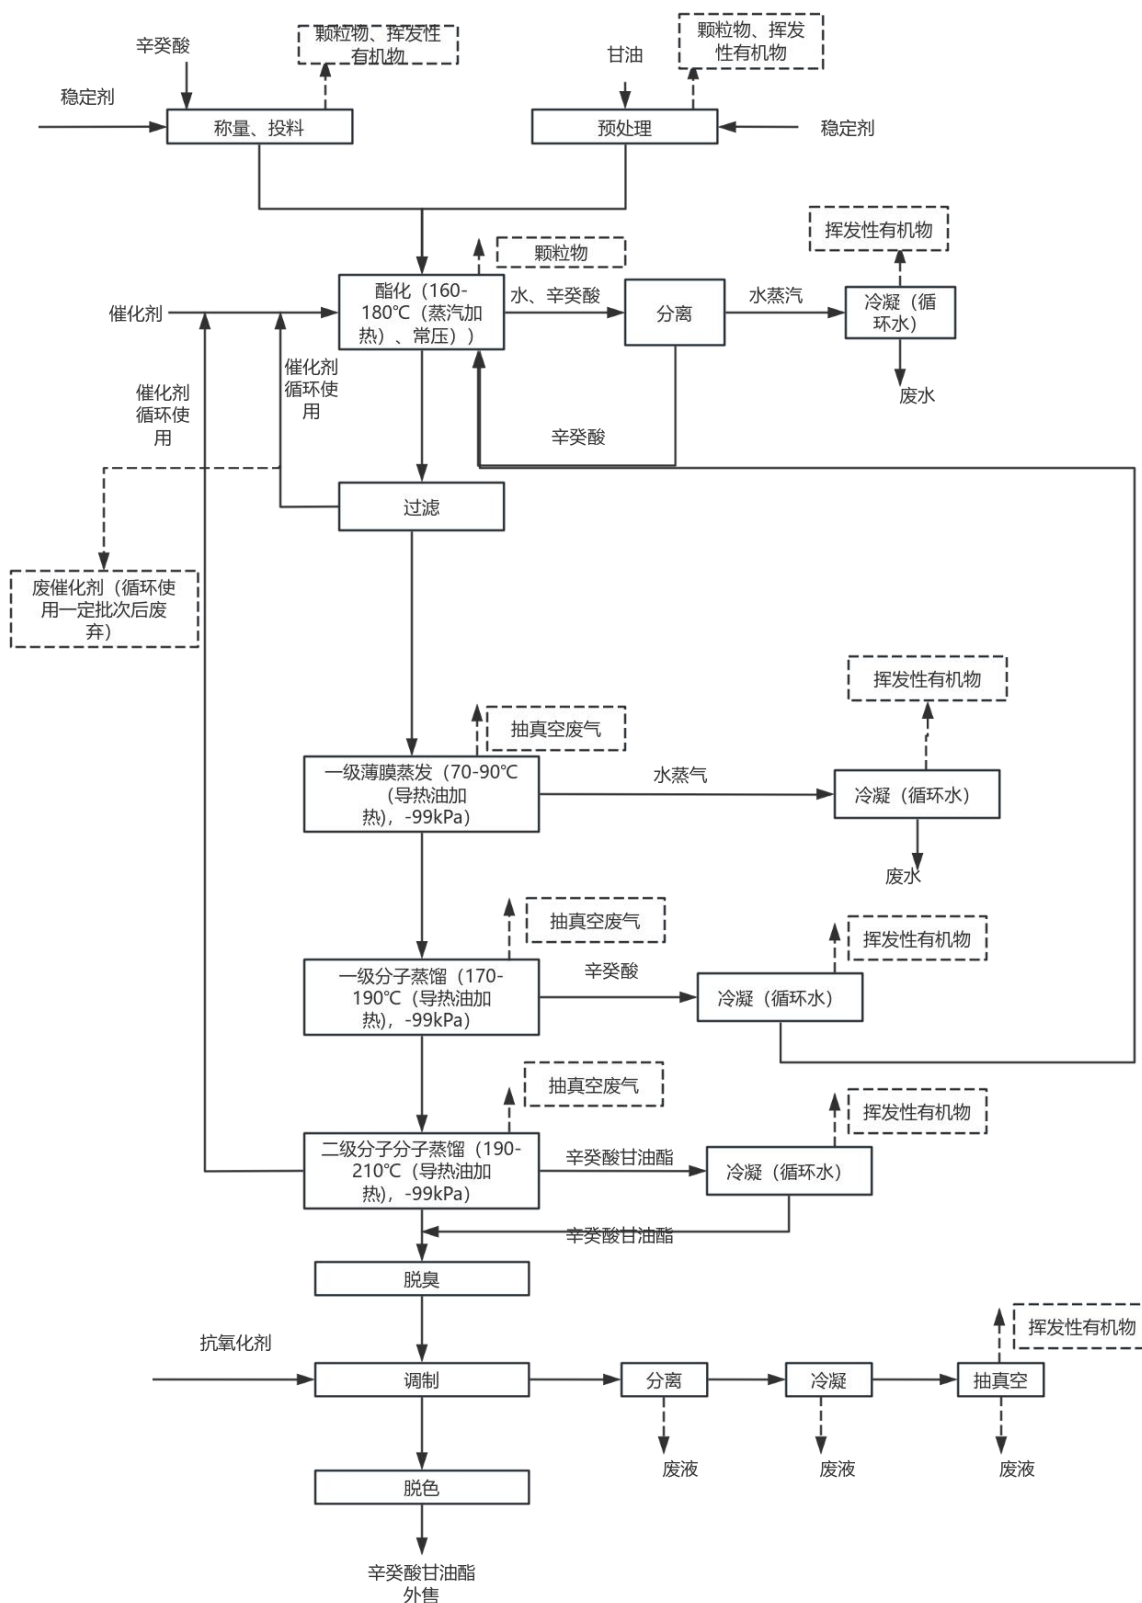 辛癸酸
颗粒物、挥发性
有机物
甘油
颗粒物、挥发
性有机物
稳定剂
称量、投料
预处理
稳定剂
挥发性有机物
颗粒物
催化剂
酯化（160-
180℃（蒸汽加
热）、常压））
水、辛癸酸
分离
水蒸汽
冷凝（循
环水）
催化剂
循环使
用
催化剂
循环使
用
废水
辛癸酸
过滤
废催化剂（循环使
用一定批次后废
弃）
挥发性有机物
抽真空废气
一级薄膜蒸发（70-90℃
（导热油加
热)，-99kPa）
水蒸气
冷凝（循环水）
废水
抽真空废气
挥发性有机物
一级分子蒸馏（170-
190℃（导热油加
热)，-99kPa）
辛癸酸
冷凝（循环水）
抽真空废气
挥发性有机物
二级分子分子蒸馏（190-
210℃（导热油加
热)，-99kPa）
辛癸酸甘油酯
冷凝（循环水）
辛癸酸甘油酯
脱臭
抗氧化剂
挥发性有机物
调制
分离
冷凝
抽真空
废液
废液
废液
脱色
辛癸酸甘油酯
外售